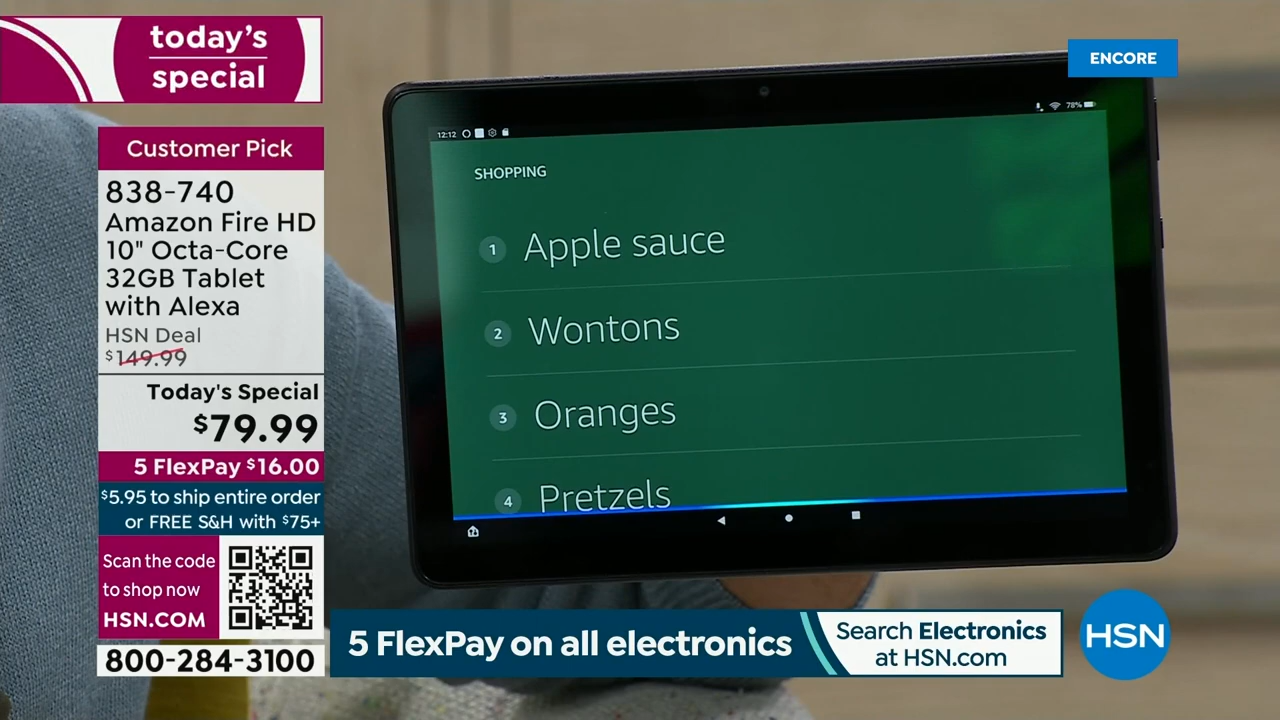 today's
special
ENCORE
Customer Pick
838-740
Amazon Fire HD
10" Octa-Core
32GB Tablet
with Alexa
HSN Deal
$149.99
Today's Special
$79.99
5 FlexPay $16.00
$5.95 to ship entire order
or FREE S&H with $75+
Scan the code
to shop now
HSN.COM
800-284-3100
12:12
78%
SHOPPING
1 Apple sauce
2 Wontons
3 Oranges
4 Pretzels
5 FlexPay on all electronics
Search Electronics
at HSN.com
HSN